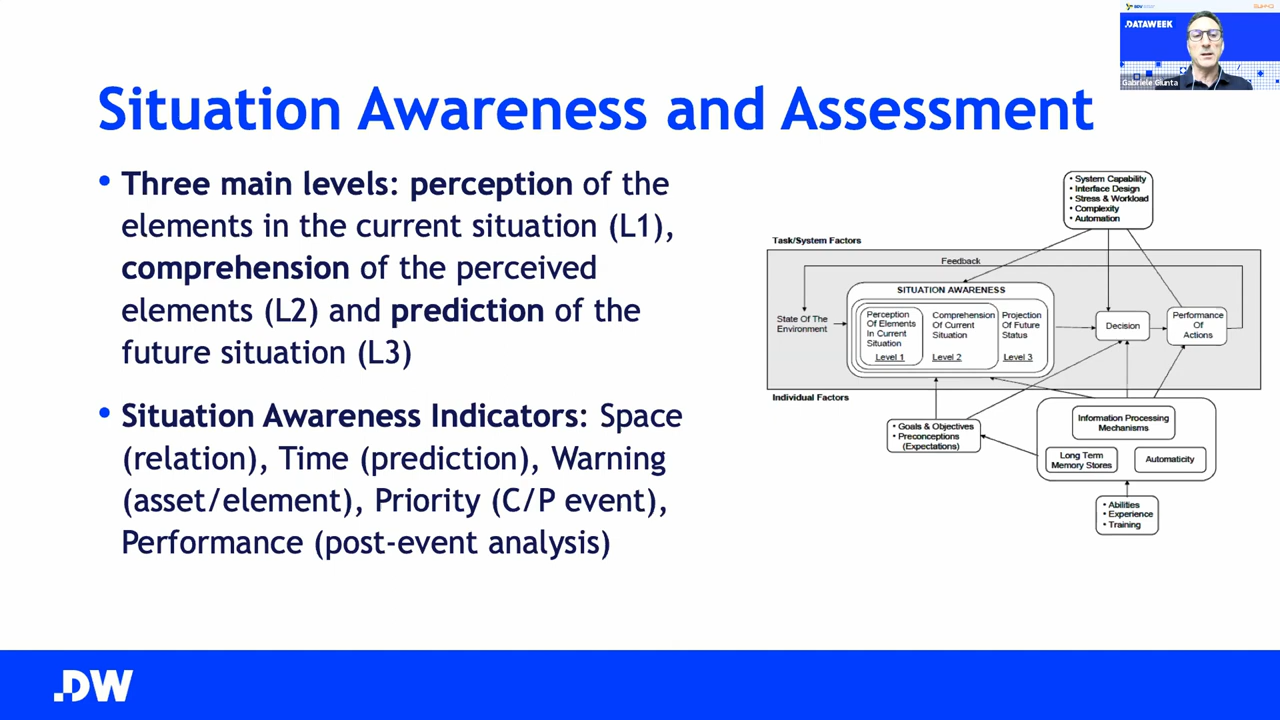 .DATAWEEK
Gabriele Giunta
Situation Awareness and Assessment
• Three main levels: perception of the
elements in the current situation (L1),
comprehension of the perceived
elements (L2) and prediction of the
future situation (L3)
• Situation Awareness Indicators: Space
(relation), Time (prediction), Warning
(asset/element), Priority (C/P event),
Performance (post-event analysis)
• System Capability
• Interface Design
• Stress & Workload
• Complexity
• Automation
Task/System Factors
Feedback
SITUATION AWARENESS
State Of The
Environment
Perception
Of Elements
In Current
Situation
Level 1
Comprehension
Of Current
Situation
Level 2
Projection
Of Future
Status
Level 3
Decision
Performance
Of
Actions
Individual Factors
• Goals & Objectives
• Preconceptions
(Expectations)
Information Processing
Mechanisms
Long Term
Memory Stores
Automaticity
• Abilities
• Experience
• Training
.DW